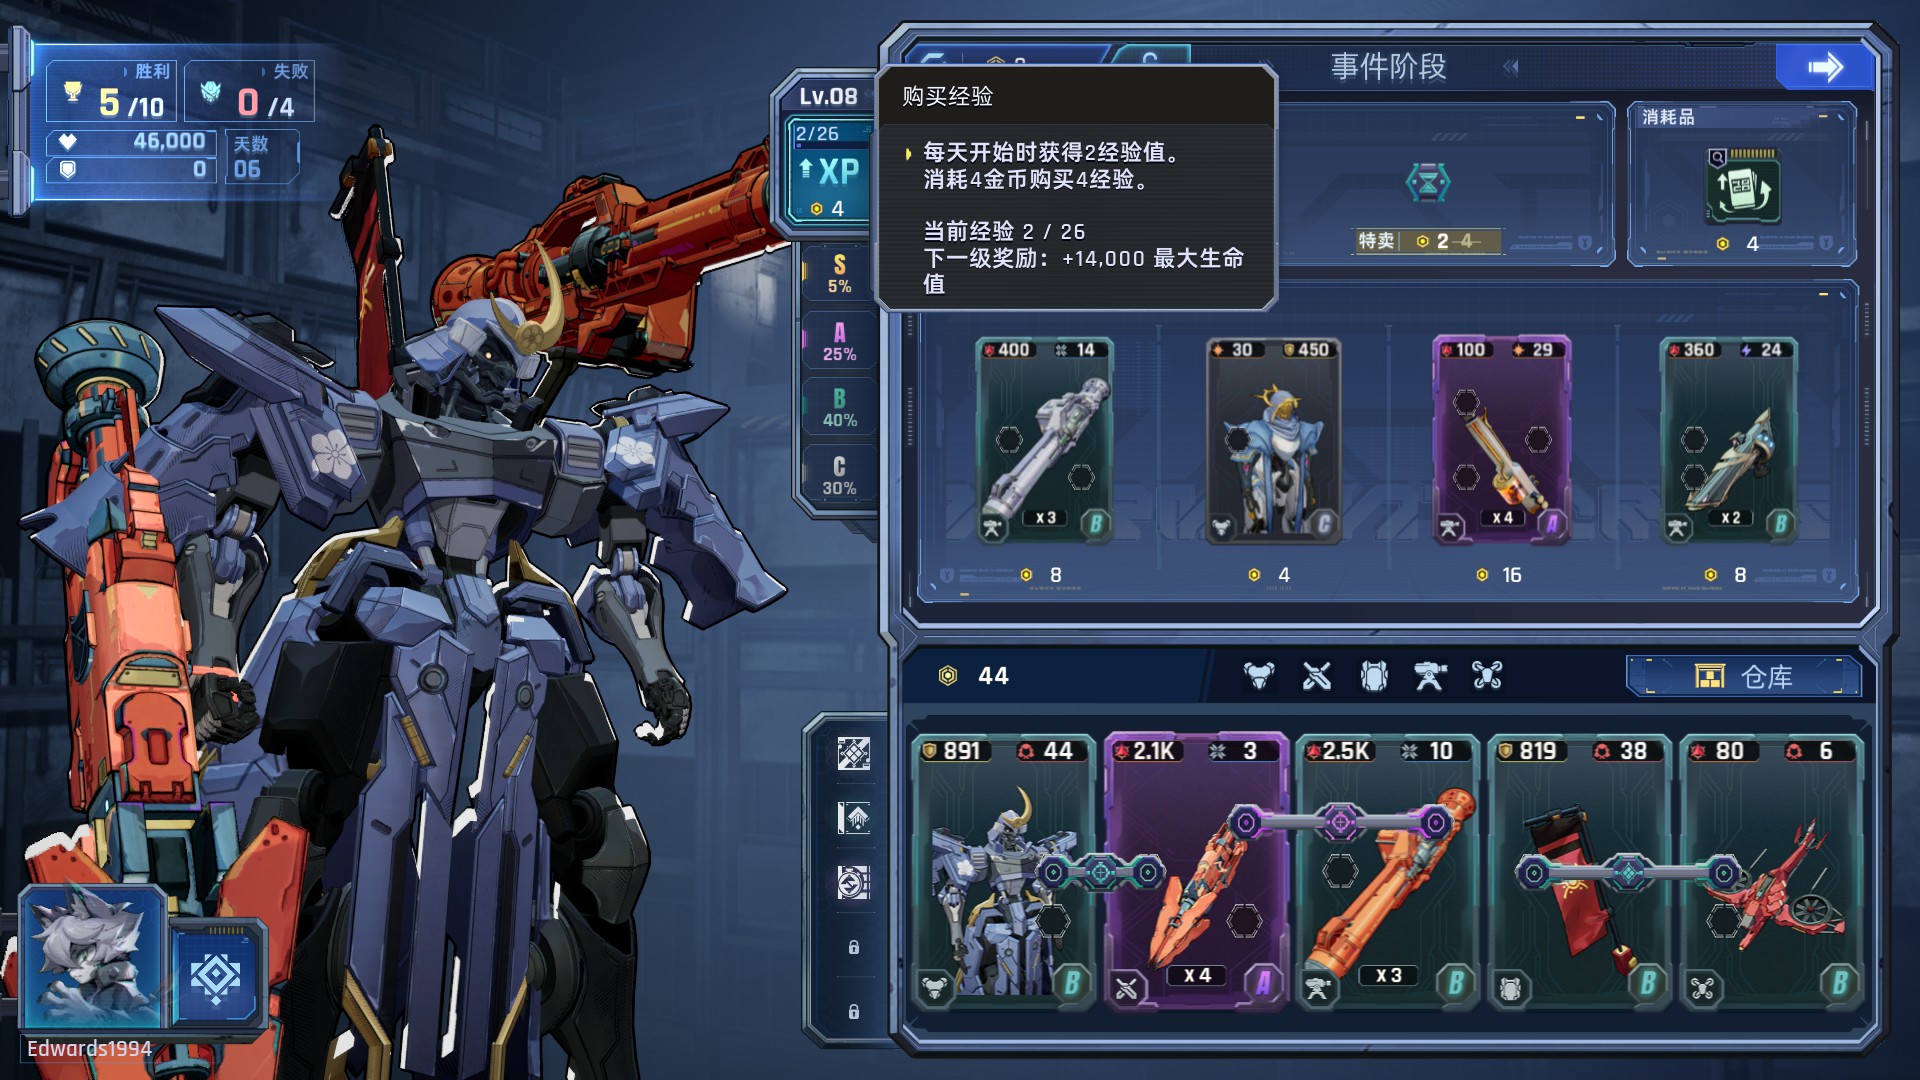 胜利
5 /10
失败
0 /4
46,000
0
天数
06
Lv.08
2/26
XP
4
S
5%
A
25%
B
40%
C
30%
购买经验
每天开始时获得2经验值。
消耗4金币购买4经验。
当前经验 2 / 26
下一级奖励：+14,000 最大生命
值
事件阶段
特卖 2 4
消耗品
4
400 14
x3
B
8
30 450
C
4
100 29
x4
A
16
360 24
x2
B
8
44
仓库
891 44
B
2.1K 3
x4
A
2.5K 10
x3
B
819 38
B
80 6
B
Edwards1994